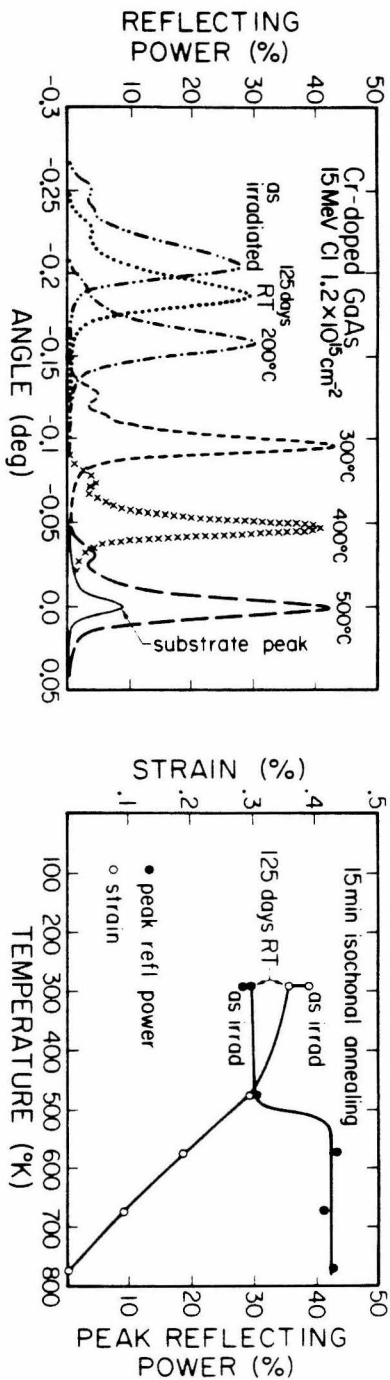 REFLECTING
POWER (%)
0
10
20
30
40
50
Cr-doped GaAs
15 MeV Cl 1.2×10¹⁵cm⁻²
as
irradiated
125 days
RT
200°C
300°C
400°C
500°C
substrate peak
-0.3
-0.25
-0.2
-0.15
-0.1
-0.05
0.0
0.05
ANGLE (deg)
STRAIN (%)
.1
.2
.3
.4
.5
15 min isochonal annealing
as irrad
125 days RT
as irrad
● peak refl power
○ strain
100
200
300
400
500
600
700
800
TEMPERATURE (°K)
0
10
20
30
40
50
PEAK REFLECTING
POWER (%)